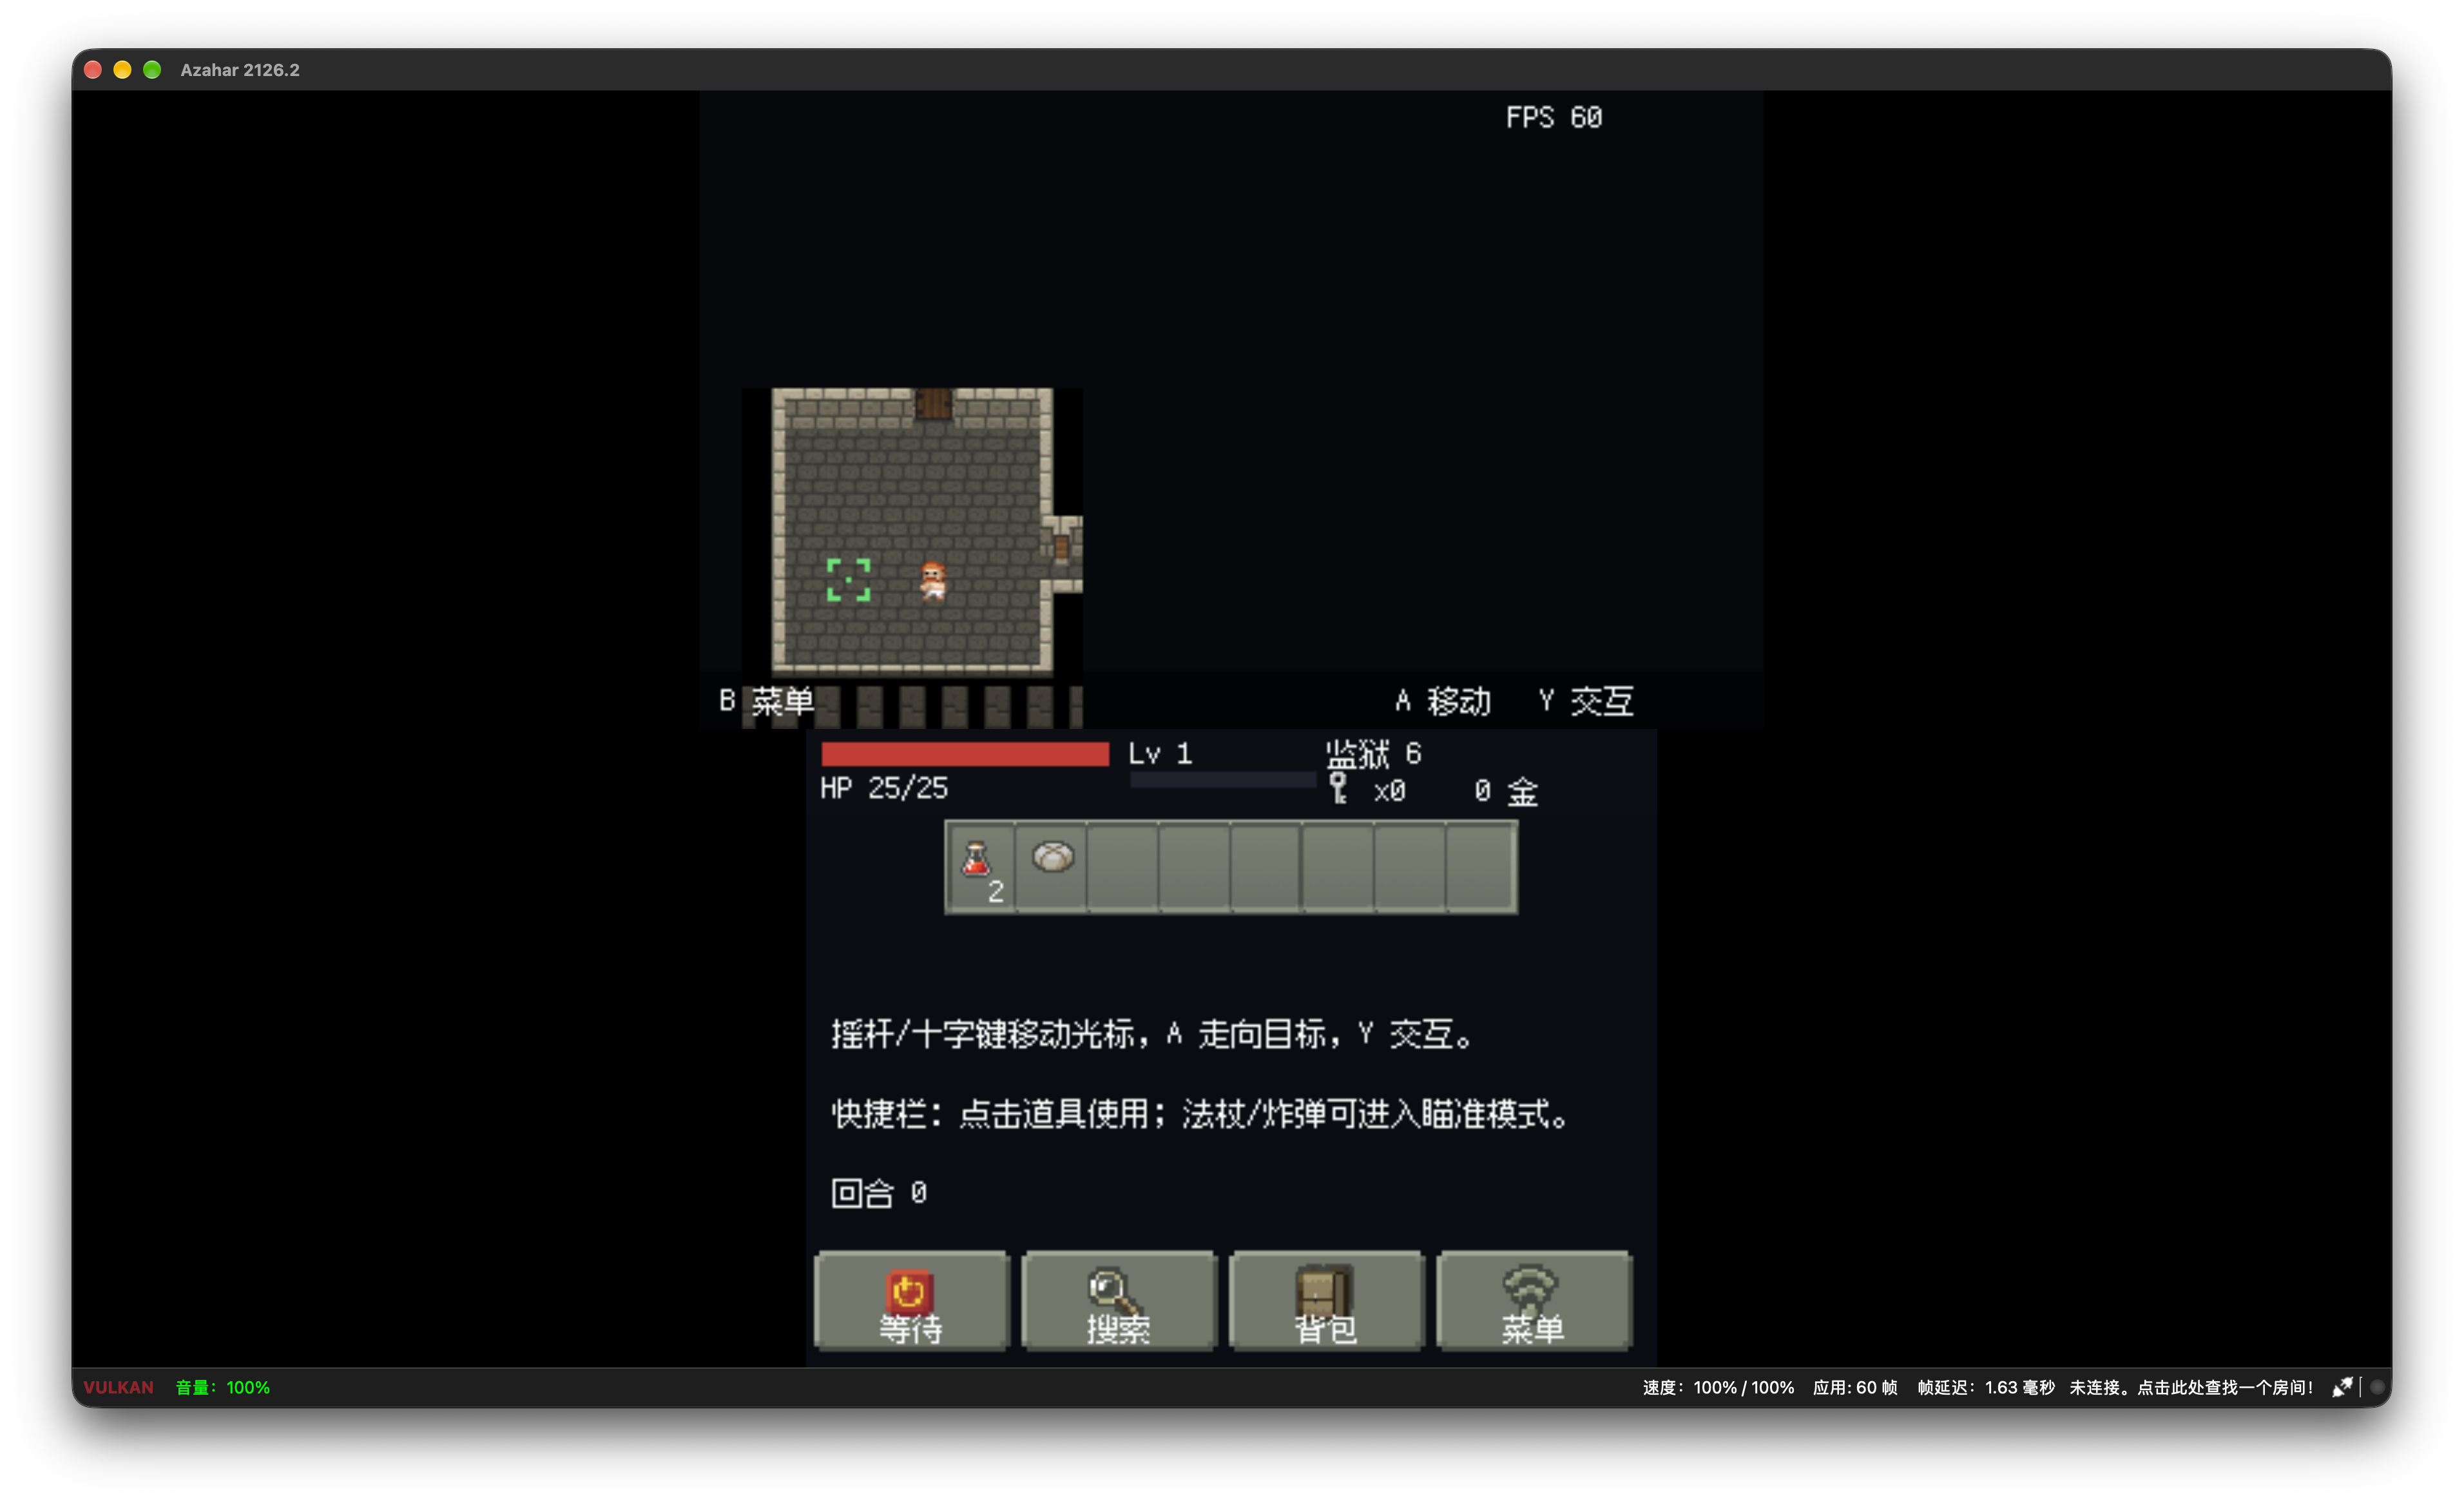 Azahar 2126.2
FPS 60
B 菜单
A 移动 Y 交互
Lv 1 监狱 6
HP 25/25 x0 0 金
2
摇杆/十字键移动光标，A 走向目标，Y 交互。
快捷栏：点击道具使用；法杖/炸弹可进入瞄准模式。
回合 0
等待 搜索 背包 菜单
VULKAN 音量：100% 速度：100% / 100% 应用: 60 帧 帧延迟：1.63 毫秒 未连接。点击此处查找一个房间！